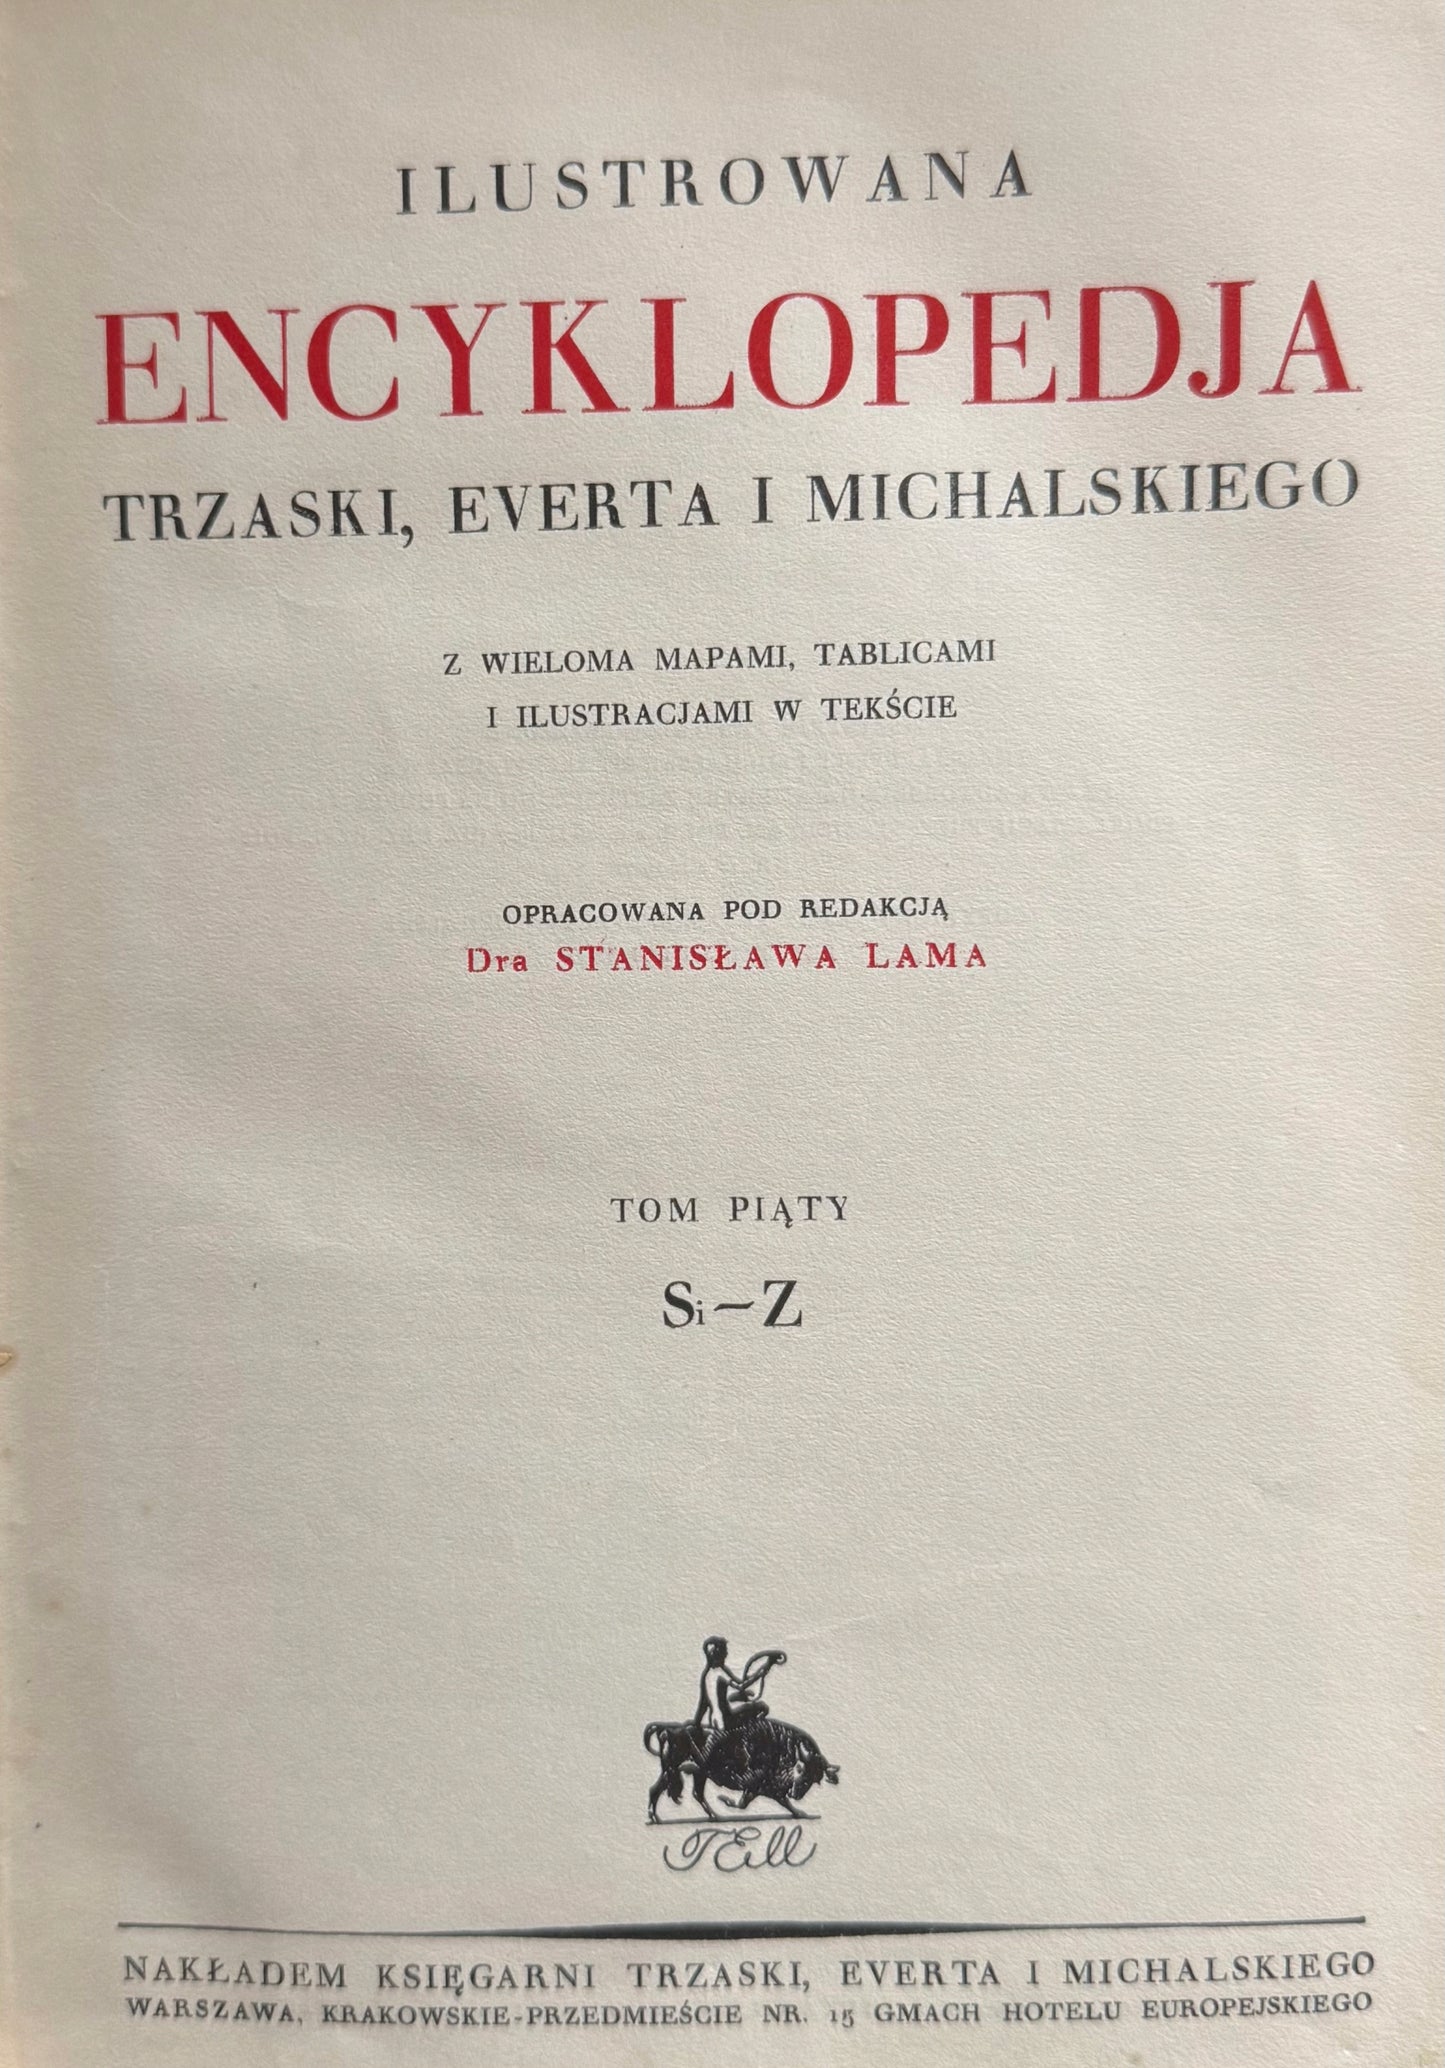 ILUSTROWANA
ENCYKLOPEDJA
TRZASKI, EVERTA I MICHALSKIEGO
Z WIELOMA MAPAMI, TABLICAMI
I ILUSTRACJAMI W TEKŚCIE
OPRACOWANA POD REDAKCJĄ
Dra STANISŁAWA LAMA
TOM PIĄTY
Si—Z
TEM
NAKŁADEM KSIĘGARNI TRZASKI, EVERTA I MICHALSKIEGO
WARSZAWA, KRAKOWSKIE-PRZEDMIEŚCIE NR. 15 GMACH HOTELU EUROPEJSKIEGO